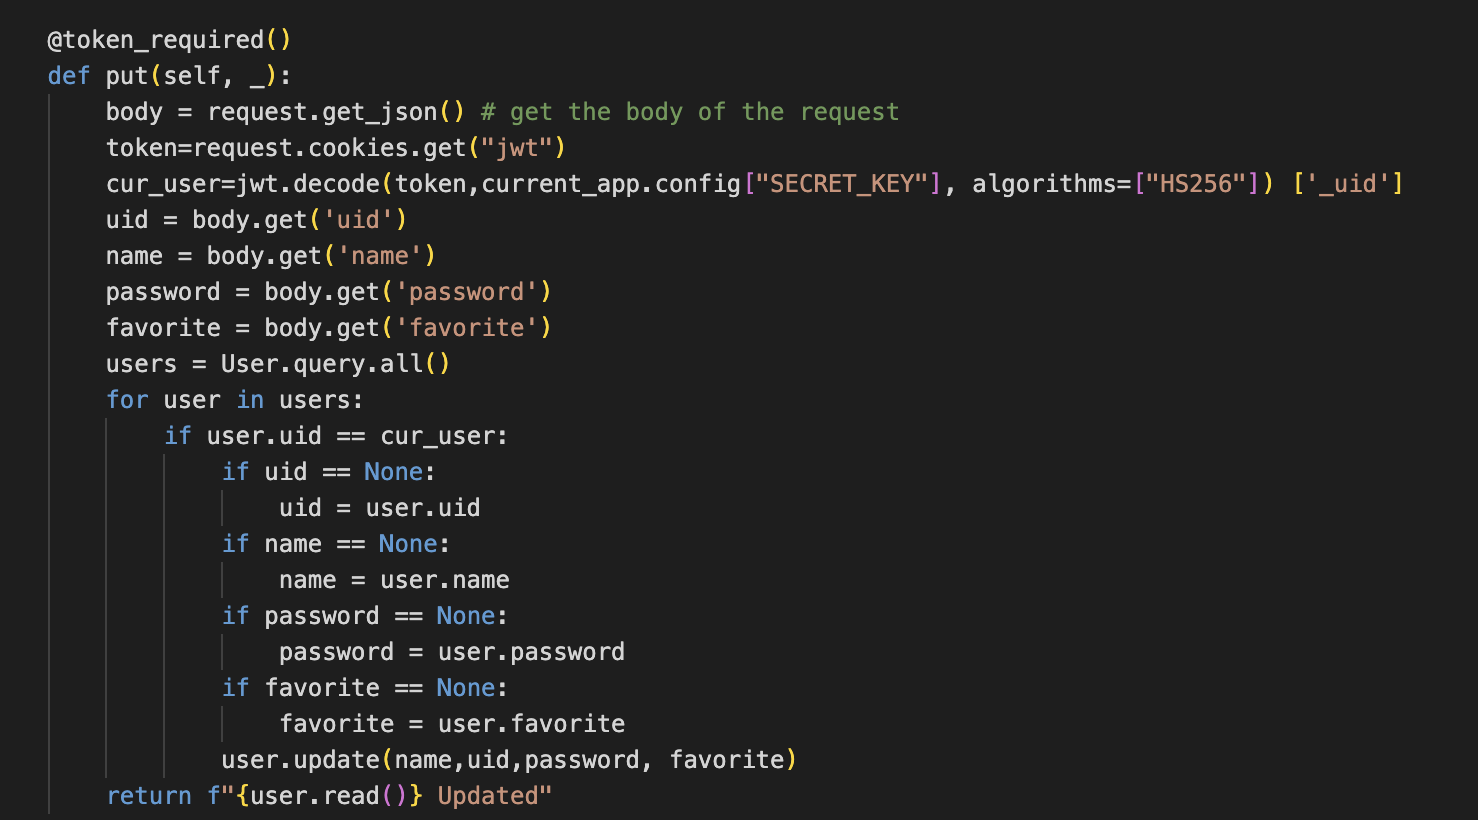 @token_required()
def put(self, _):
    body = request.get_json() # get the body of the request
    token=request.cookies.get("jwt")
    cur_user=jwt.decode(token,current_app.config["SECRET_KEY"], algorithms=["HS256"]) ['_uid']
    uid = body.get('uid')
    name = body.get('name')
    password = body.get('password')
    favorite = body.get('favorite')
    users = User.query.all()
    for user in users:
        if user.uid == cur_user:
            if uid == None:
                uid = user.uid
            if name == None:
                name = user.name
            if password == None:
                password = user.password
            if favorite == None:
                favorite = user.favorite
            user.update(name,uid,password, favorite)
    return f"{user.read()} Updated"